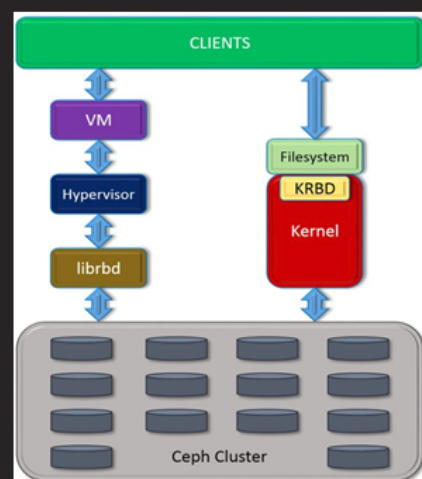 CLIENTS
VM
Hypervisor
librbd
Filesystem
KRBD
Kernel
Ceph Cluster